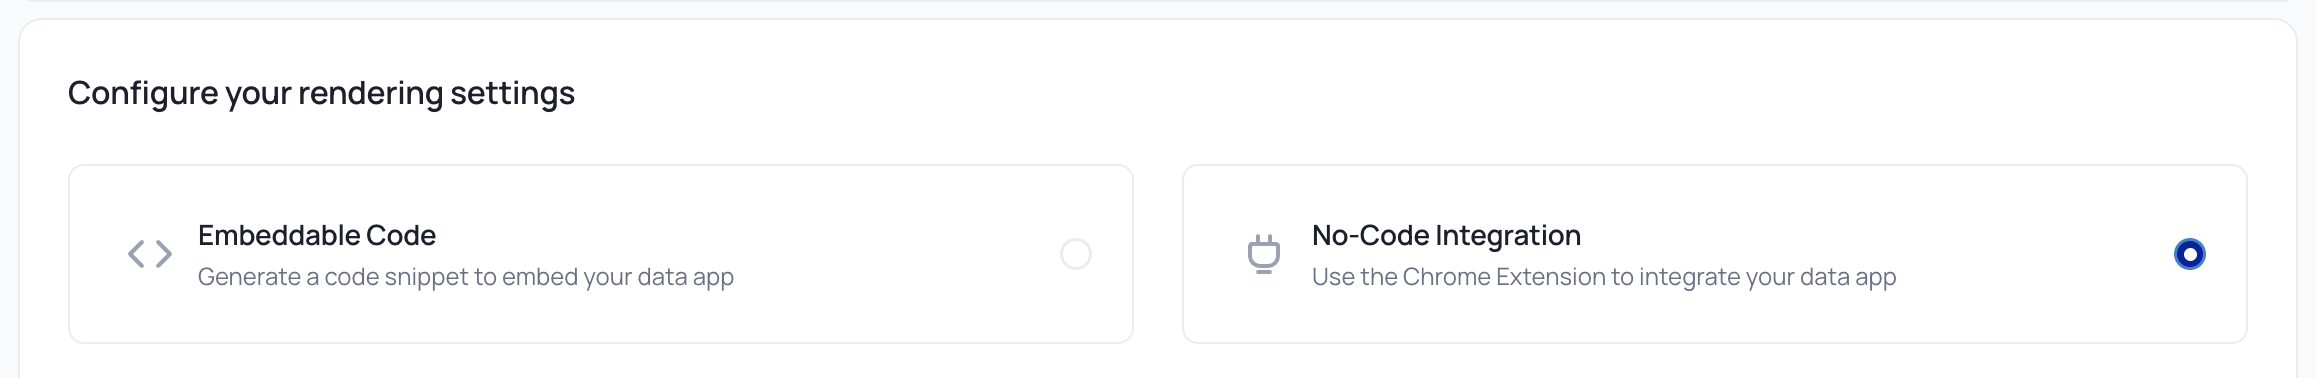 Configure your rendering settings
Embeddable Code
Generate a code snippet to embed your data app
No-Code Integration
Use the Chrome Extension to integrate your data app